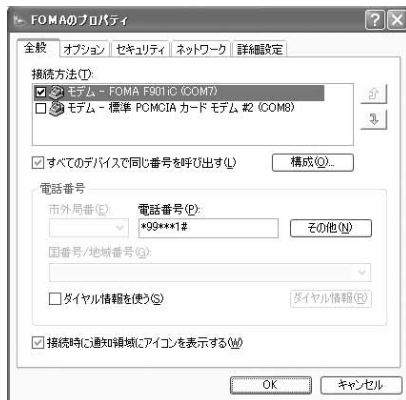 FOMAのプロパティ
全般 オプション セキュリティ ネットワーク 詳細設定
接続方法(T):
モデム - FOMA F901iC (COM7)
モデム - 標準 PCMCIA カード モデム #2 (COM8)
すべてのデバイスで同じ番号を呼び出す(L) 構成(O)...
電話番号
市外局番(E): 電話番号(P):
*99***1# その他(N)
国番号/地域番号(G):
ダイヤル情報を使う(S) ダイヤル情報(R)
接続時に通知領域にアイコンを表示する(W)
OK キャンセル